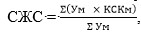 СЖС = Σ(Ум × КСКм) / Σ Ум,